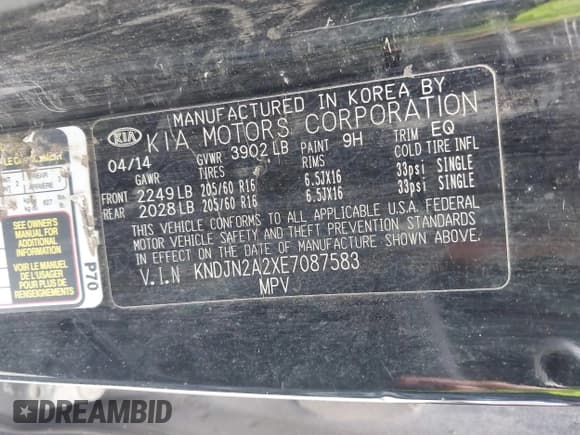 MANUFACTURED IN KOREA BY
KIA KIA MOTORS CORPORATION
04/14 GVWR 3902 LB PAINT 9H TRIM EQ
GAWR TIRES RIMS COLD TIRE INFL
FRONT 2249 LB 205/60 R16 6.5JX16 33psi SINGLE
REAR 2028 LB 205/60 R16 6.5JX16 33psi SINGLE
THIS VEHICLE CONFORMS TO ALL APPLICABLE U.S.A. FEDERAL
MOTOR VEHICLE SAFETY AND THEFT PREVENTION STANDARDS
IN EFFECT ON THE DATE OF MANUFACTURE SHOWN ABOVE.
V.I.N KNDJN2A2XE7087583
MPV
SEE OWNER'S
MANUAL FOR
ADDITIONAL
INFORMATION
VOIR LE MANUEL
DE L'USAGER
POUR PLUS DE
RENSEIGNEMENTS
P70
DREAMBID